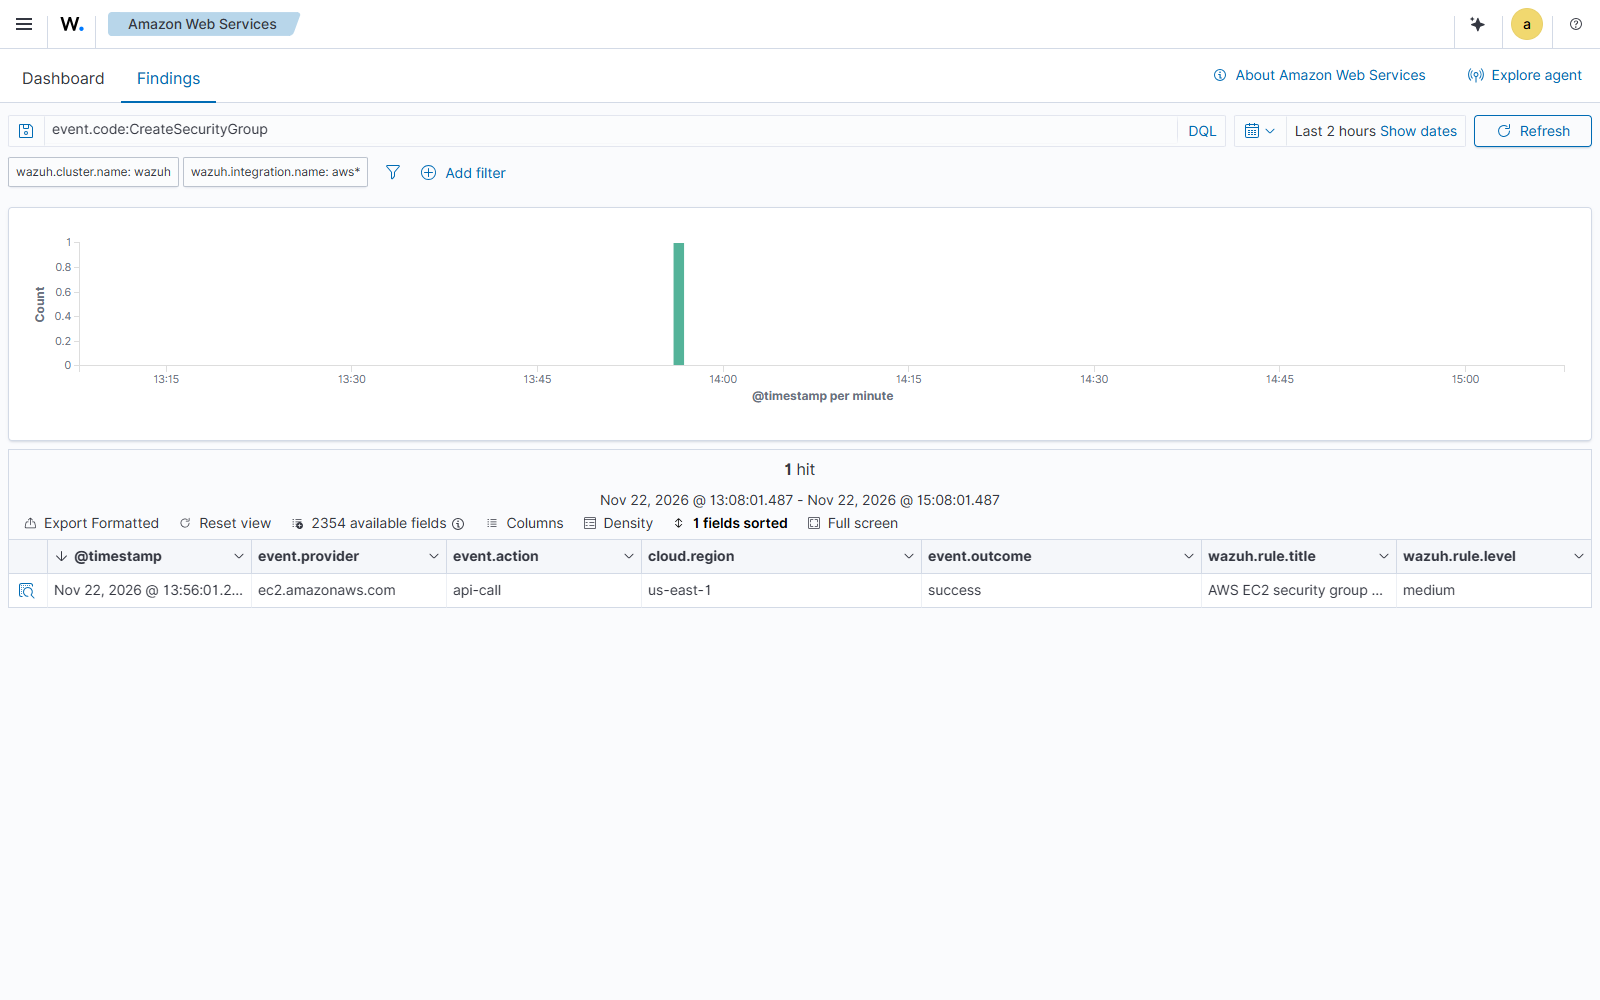 W.
Amazon Web Services
a
Dashboard
Findings
About Amazon Web Services
Explore agent
event.code:CreateSecurityGroup
DQL
Last 2 hours Show dates
Refresh
wazuh.cluster.name: wazuh
wazuh.integration.name: aws*
Add filter
Count
1
0.8
0.6
0.4
0.2
0
13:15
13:30
13:45
14:00
14:15
14:30
14:45
15:00
@timestamp per minute
1 hit
Nov 22, 2026 @ 13:08:01.487 - Nov 22, 2026 @ 15:08:01.487
Export Formatted
Reset view
2354 available fields
Columns
Density
1 fields sorted
Full screen
@timestamp
event.provider
event.action
cloud.region
event.outcome
wazuh.rule.title
wazuh.rule.level
Nov 22, 2026 @ 13:56:01.2...
ec2.amazonaws.com
api-call
us-east-1
success
AWS EC2 security group ...
medium